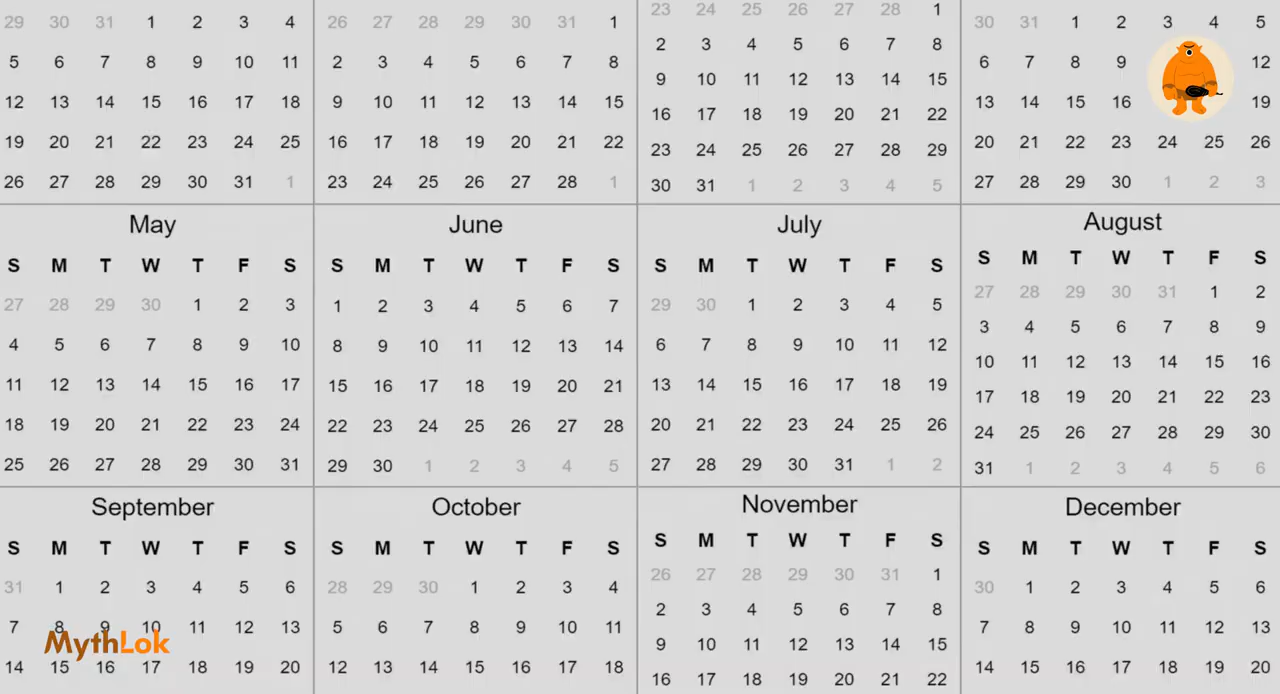 29 30 31 1 2 3 4
5 6 7 8 9 10 11
12 13 14 15 16 17 18
19 20 21 22 23 24 25
26 27 28 29 30 31 1
26 27 28 29 30 31 1
2 3 4 5 6 7 8
9 10 11 12 13 14 15
16 17 18 19 20 21 22
23 24 25 26 27 28 1
23 24 25 26 27 28 1
2 3 4 5 6 7 8
9 10 11 12 13 14 15
16 17 18 19 20 21 22
23 24 25 26 27 28 29
30 31 1 2 3 4 5
30 31 1 2 3 4 5
6 7 8 9 12
13 14 15 16 19
20 21 22 23 24 25 26
27 28 29 30 1 2 3
May
S M T W T F S
27 28 29 30 1 2 3
4 5 6 7 8 9 10
11 12 13 14 15 16 17
18 19 20 21 22 23 24
25 26 27 28 29 30 31
June
S M T W T F S
1 2 3 4 5 6 7
8 9 10 11 12 13 14
15 16 17 18 19 20 21
22 23 24 25 26 27 28
29 30 1 2 3 4 5
July
S M T W T F S
29 30 1 2 3 4 5
6 7 8 9 10 11 12
13 14 15 16 17 18 19
20 21 22 23 24 25 26
27 28 29 30 31 1 2
August
S M T W T F S
27 28 29 30 31 1 2
3 4 5 6 7 8 9
10 11 12 13 14 15 16
17 18 19 20 21 22 23
24 25 26 27 28 29 30
31 1 2 3 4 5 6
September
S M T W T F S
31 1 2 3 4 5 6
7 8 9 10 11 12 13
MythLok
14 15 16 17 18 19 20
October
S M T W T F S
28 29 30 1 2 3 4
5 6 7 8 9 10 11
12 13 14 15 16 17 18
November
S M T W T F S
26 27 28 29 30 31 1
2 3 4 5 6 7 8
9 10 11 12 13 14 15
16 17 18 19 20 21 22
December
S M T W T F S
30 1 2 3 4 5 6
7 8 9 10 11 12 13
14 15 16 17 18 19 20